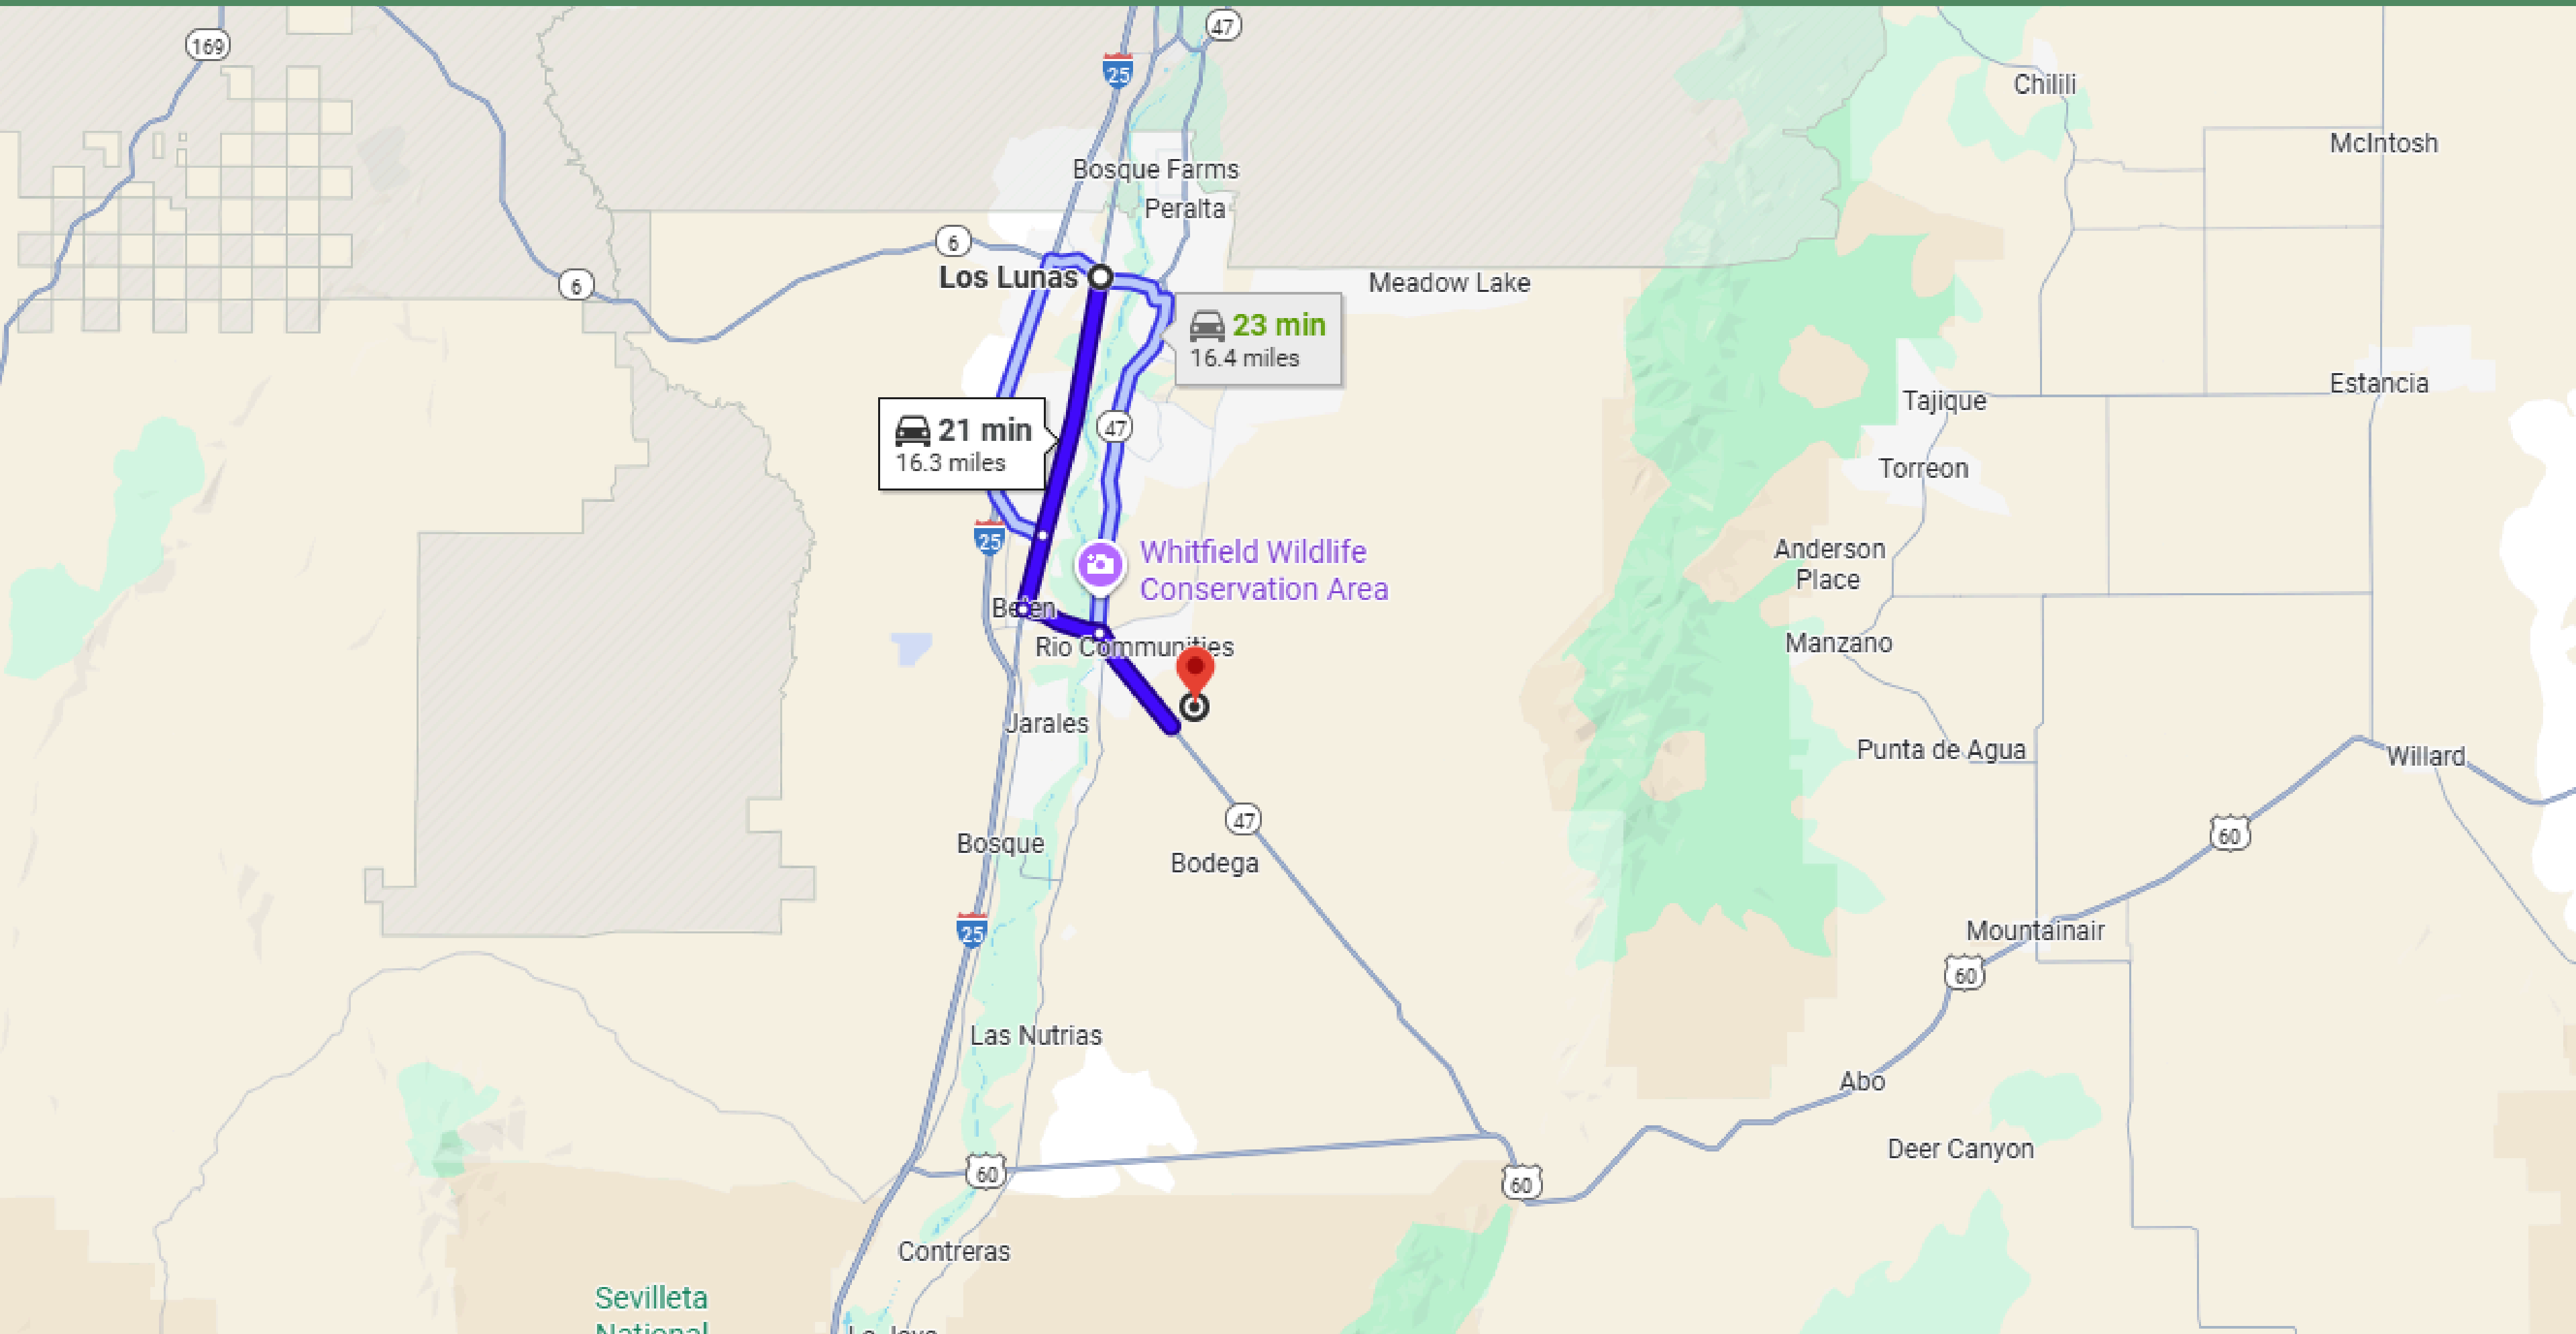 47
169
25
Chilili
McIntosh
Bosque Farms
Peralta
6
Los Lunas
6
Meadow Lake
23 min
16.4 miles
Estancia
Tajique
21 min
16.3 miles
47
Torreon
25
Whitfield Wildlife
Conservation Area
Anderson
Place
Belen
Rio Communities
Manzano
Jarales
Punta de Agua
Willard
47
60
Bosque
Bodega
25
Mountainair
60
Las Nutrias
Abo
Deer Canyon
60
60
Contreras
Sevilleta
National
La Joya